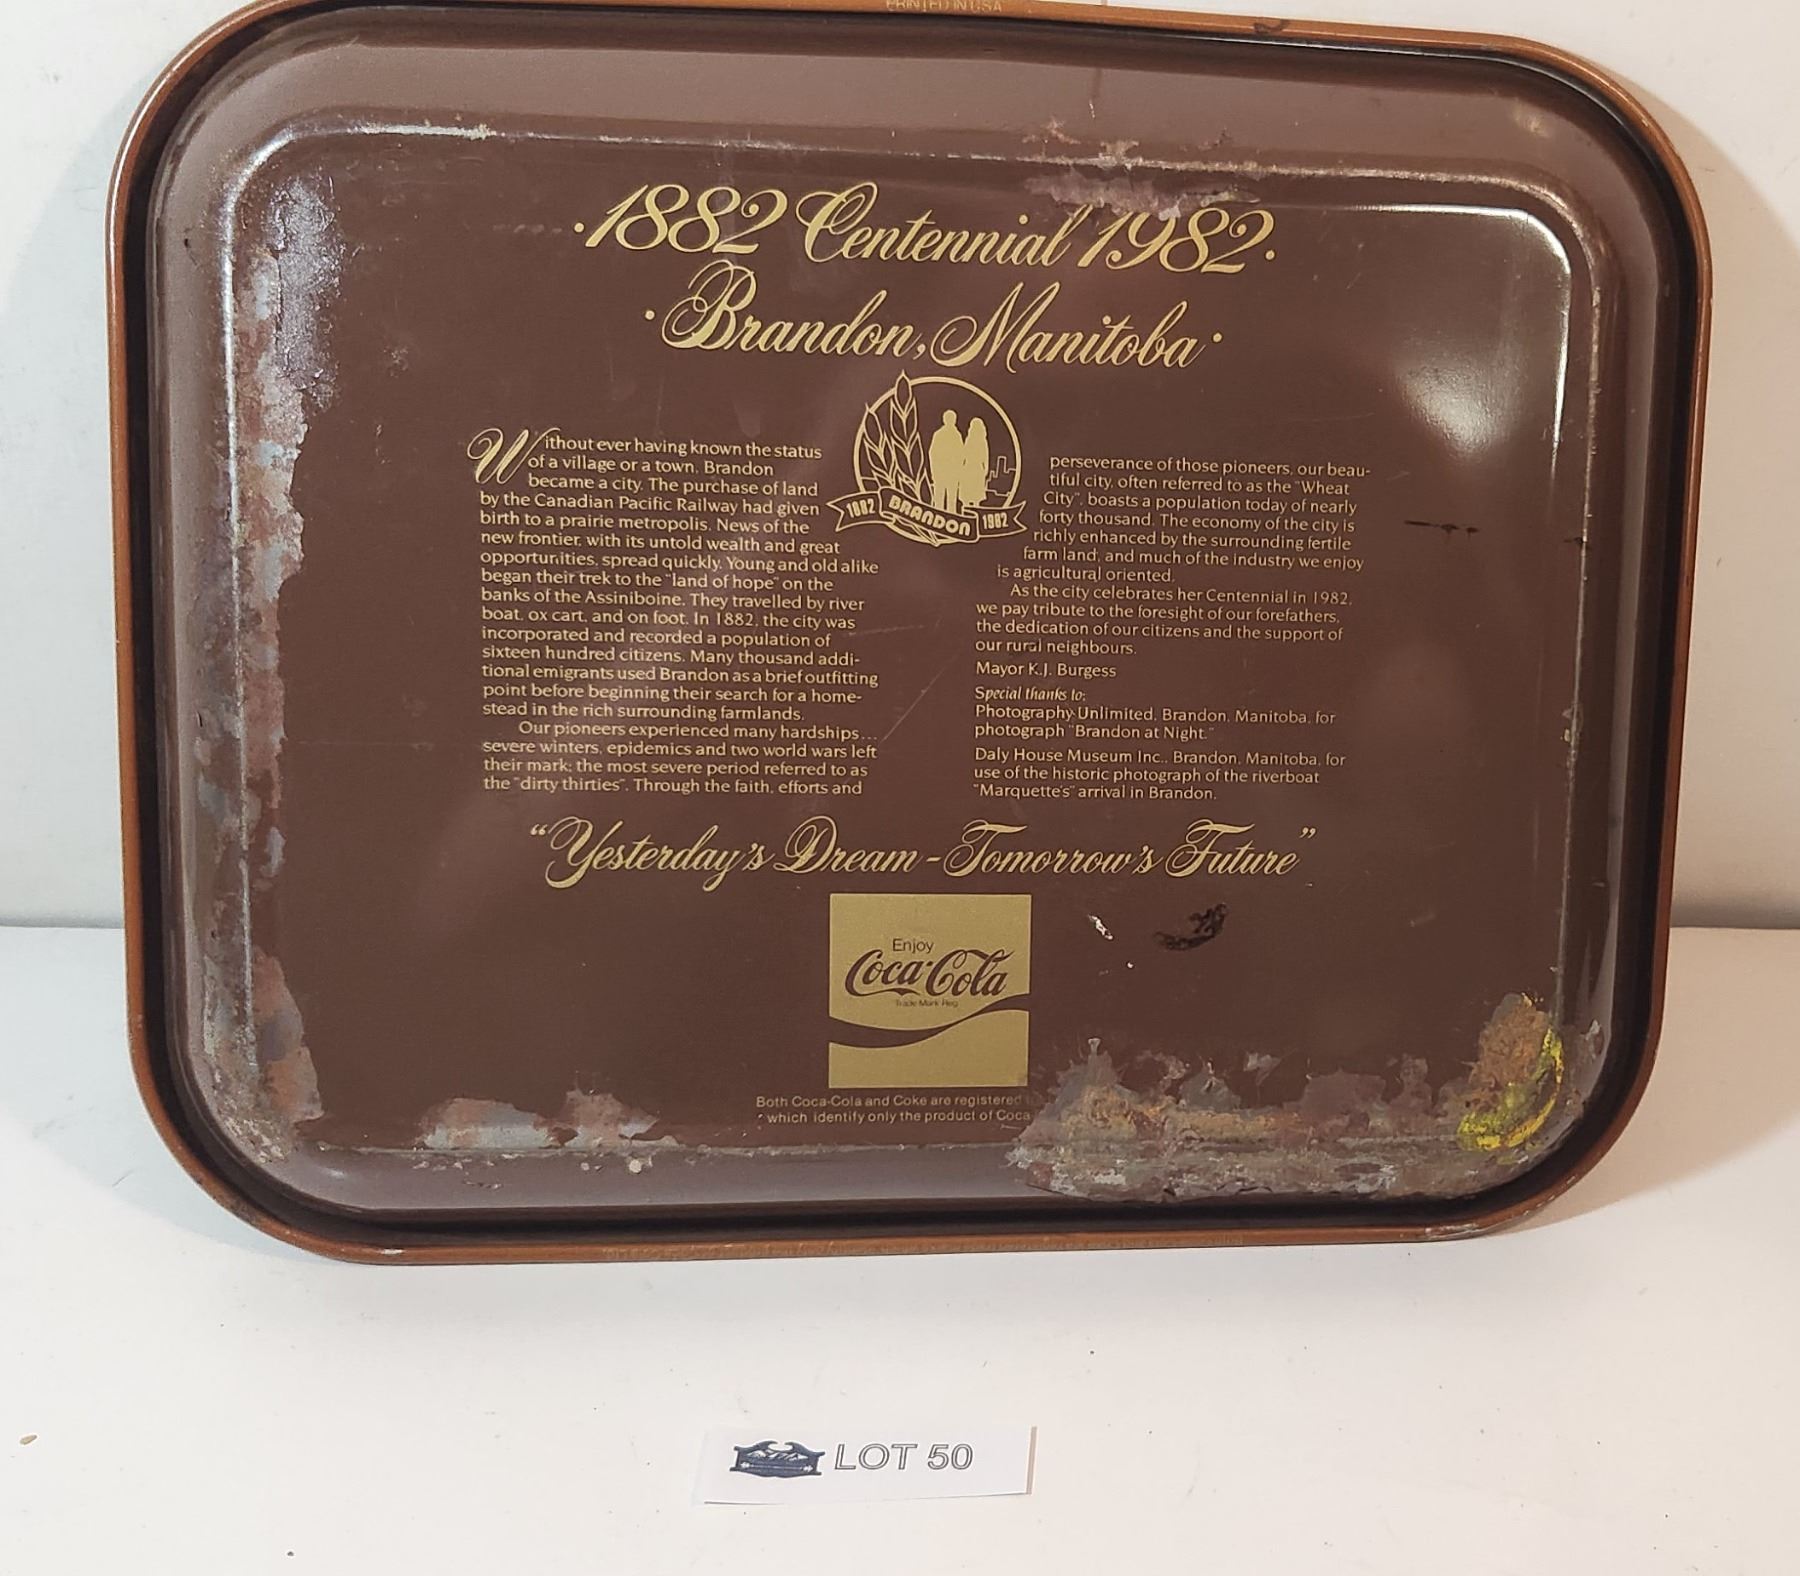 PRINTED IN USA
·1882 Centennial 1982·
·Brandon, Manitoba·
1882 BRANDON 1982
Without ever having known the status
of a village or a town, Brandon
became a city. The purchase of land
by the Canadian Pacific Railway had given
birth to a prairie metropolis. News of the
new frontier, with its untold wealth and great
opportunities, spread quickly. Young and old alike
began their trek to the "land of hope" on the
banks of the Assiniboine. They travelled by river
boat, ox cart, and on foot. In 1882, the city was
incorporated and recorded a population of
sixteen hundred citizens. Many thousand addi-
tional emigrants used Brandon as a brief outfitting
point before beginning their search for a home-
stead in the rich surrounding farmlands.
Our pioneers experienced many hardships...
severe winters, epidemics and two world wars left
their mark; the most severe period referred to as
the "dirty thirties". Through the faith, efforts and
perseverance of those pioneers, our beau-
tiful city, often referred to as the "Wheat
City", boasts a population today of nearly
forty thousand. The economy of the city is
richly enhanced by the surrounding fertile
farm land; and much of the industry we enjoy
is agricultural oriented.
As the city celebrates her Centennial in 1982,
we pay tribute to the foresight of our forefathers,
the dedication of our citizens and the support of
our rural neighbours.
Mayor K.J. Burgess
Special thanks to:
Photography Unlimited, Brandon, Manitoba, for
photograph "Brandon at Night."
Daly House Museum Inc., Brandon, Manitoba, for
use of the historic photograph of the riverboat
"Marquette's" arrival in Brandon.
"Yesterday's Dream - Tomorrow's Future"
Enjoy
Coca-Cola
Trade Mark Reg.
Both Coca-Cola and Coke are registered
which identify only the product of Coca
LOT 50